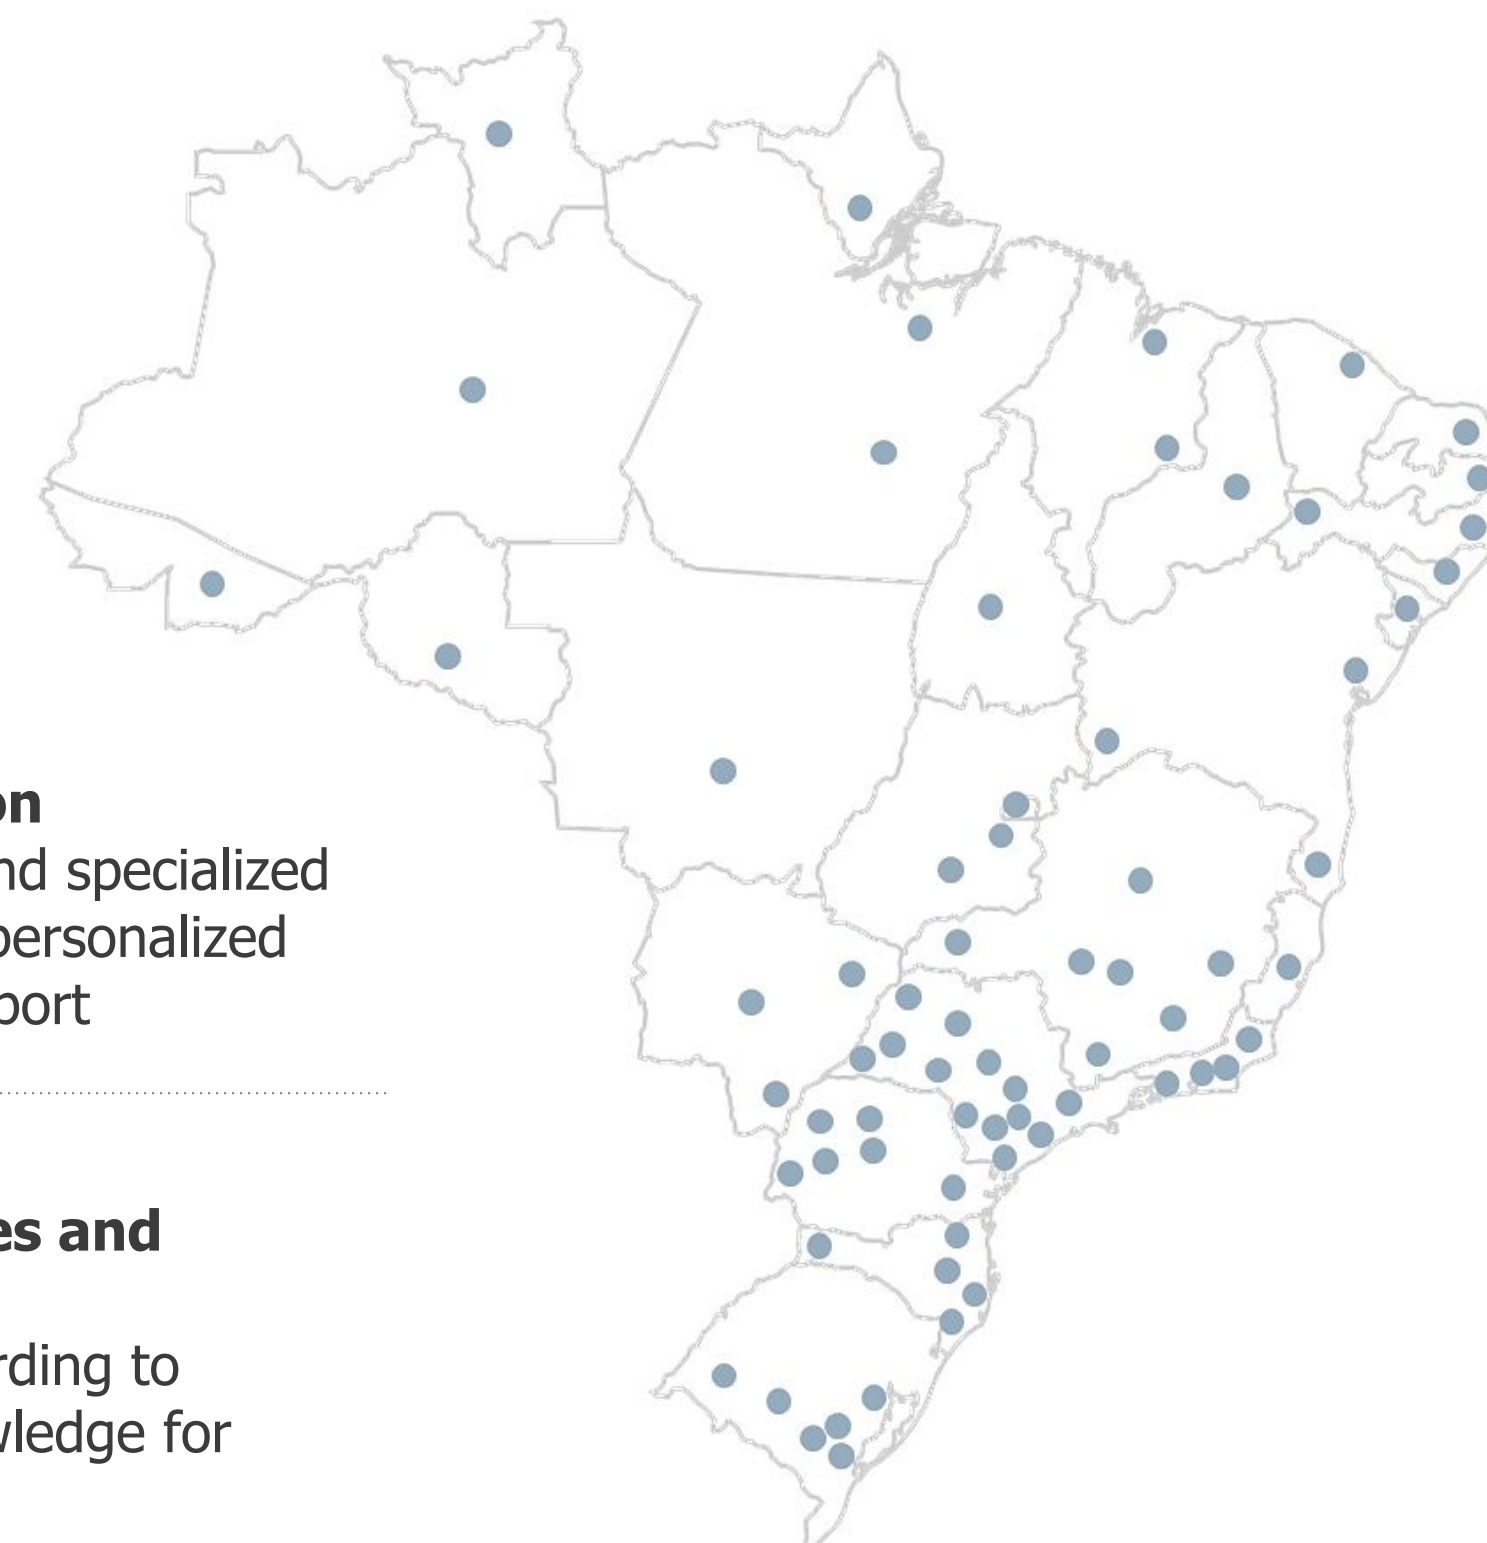 on
nd specialized
personalized
port
es and
rding to
wledge for